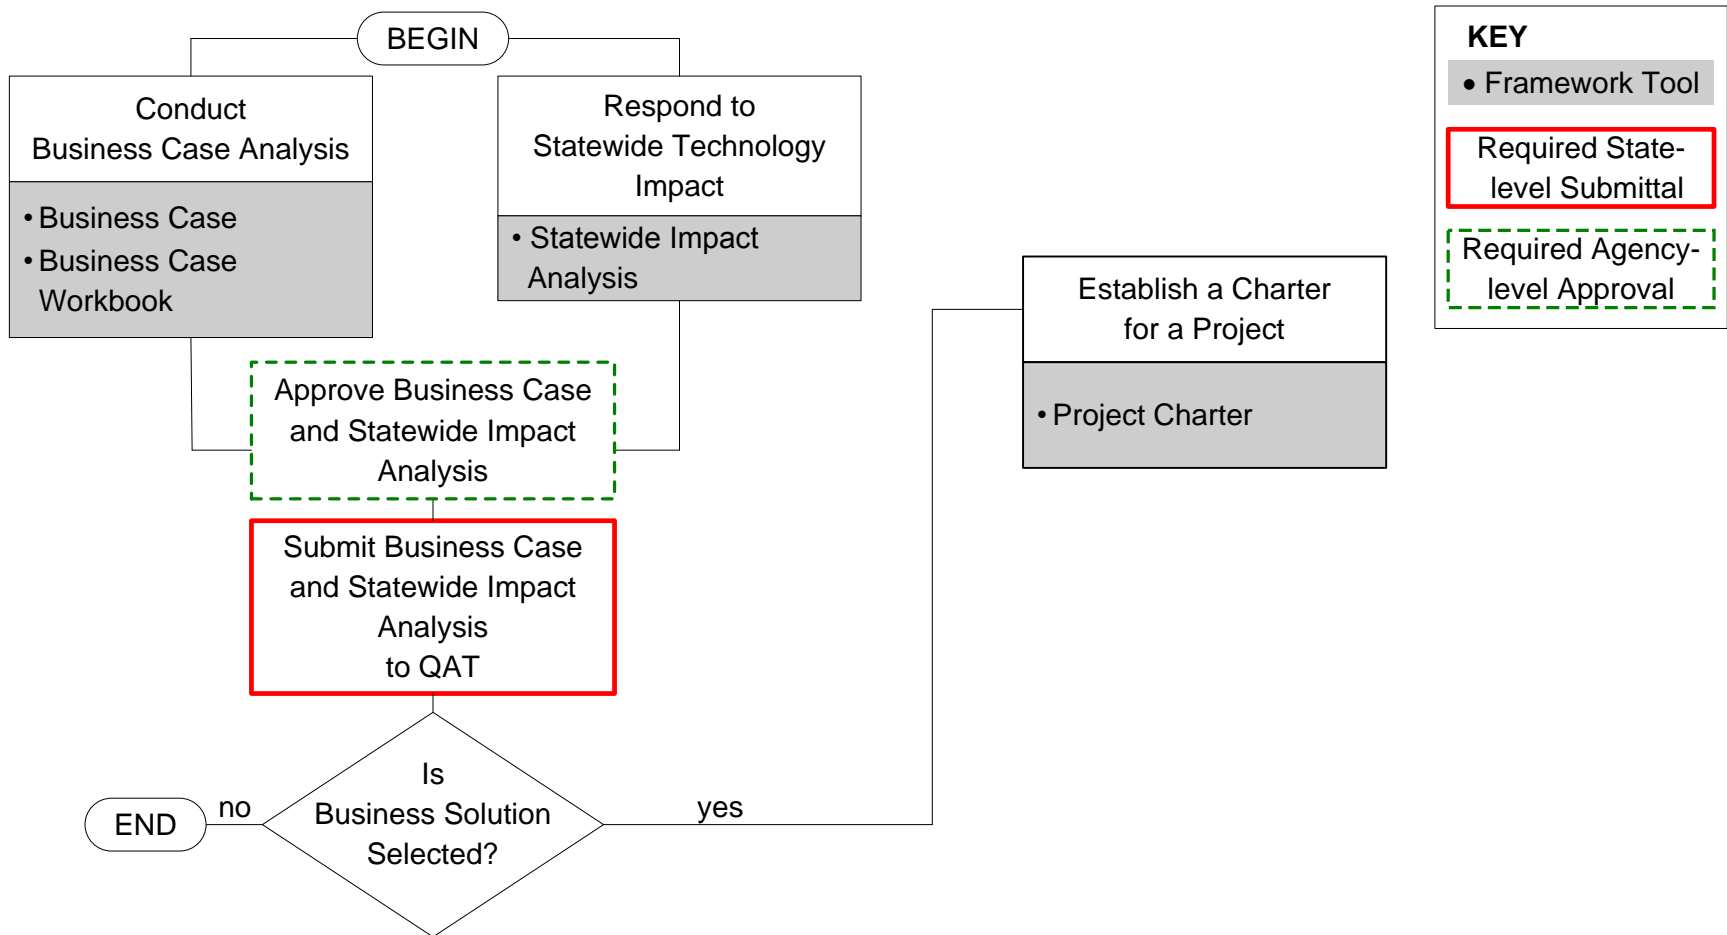 BEGIN
Conduct
Business Case Analysis
• Business Case
• Business Case
Workbook
Respond to
Statewide Technology
Impact
• Statewide Impact
Analysis
Approve Business Case
and Statewide Impact
Analysis
Submit Business Case
and Statewide Impact
Analysis
to QAT
Is
Business Solution
Selected?
no
END
yes
Establish a Charter
for a Project
• Project Charter
KEY
• Framework Tool
Required State-
level Submittal
Required Agency-
level Approval